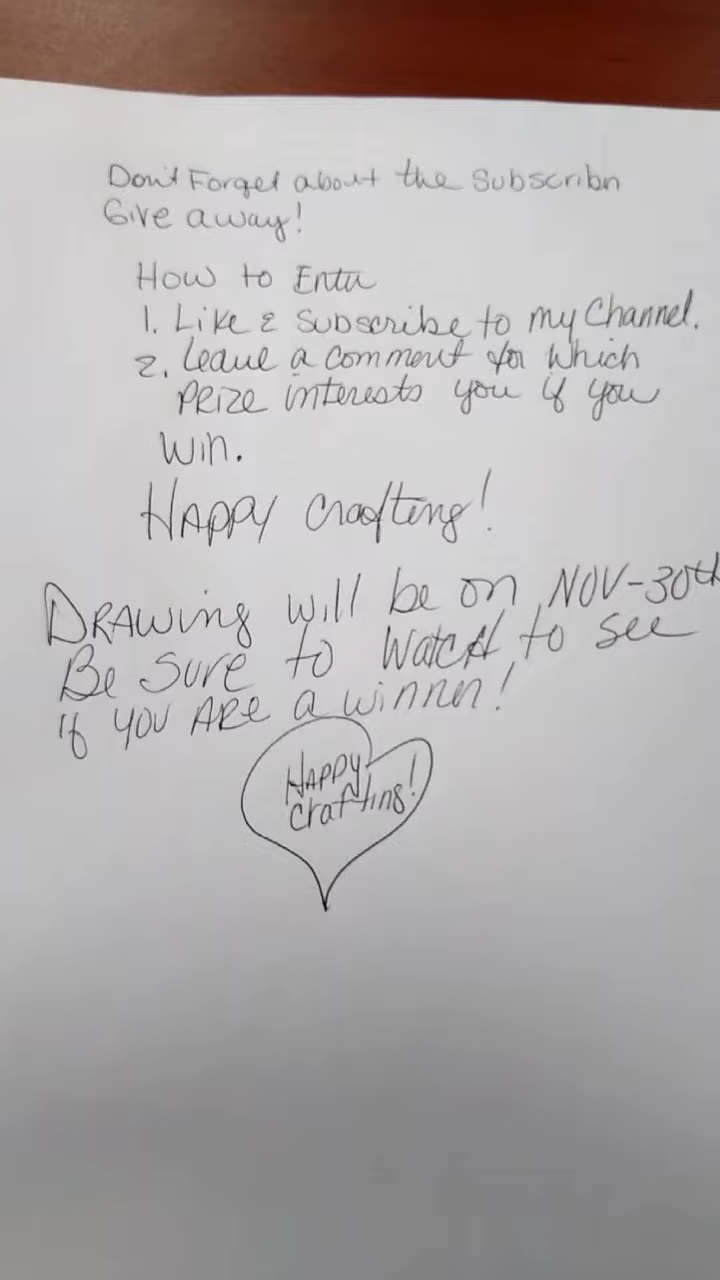 Don't Forget about the Subscribn
Give away!
How to Enter
1. Like & Subscribe to my Channel.
2. Leave a comment for which
PRIZE interests you if you
Win.
HAPPY crafting!
DRAWING will be on NOV-30th
Be Sure to Watch to see
if you ARE a winner!
HAPPY
crafting!